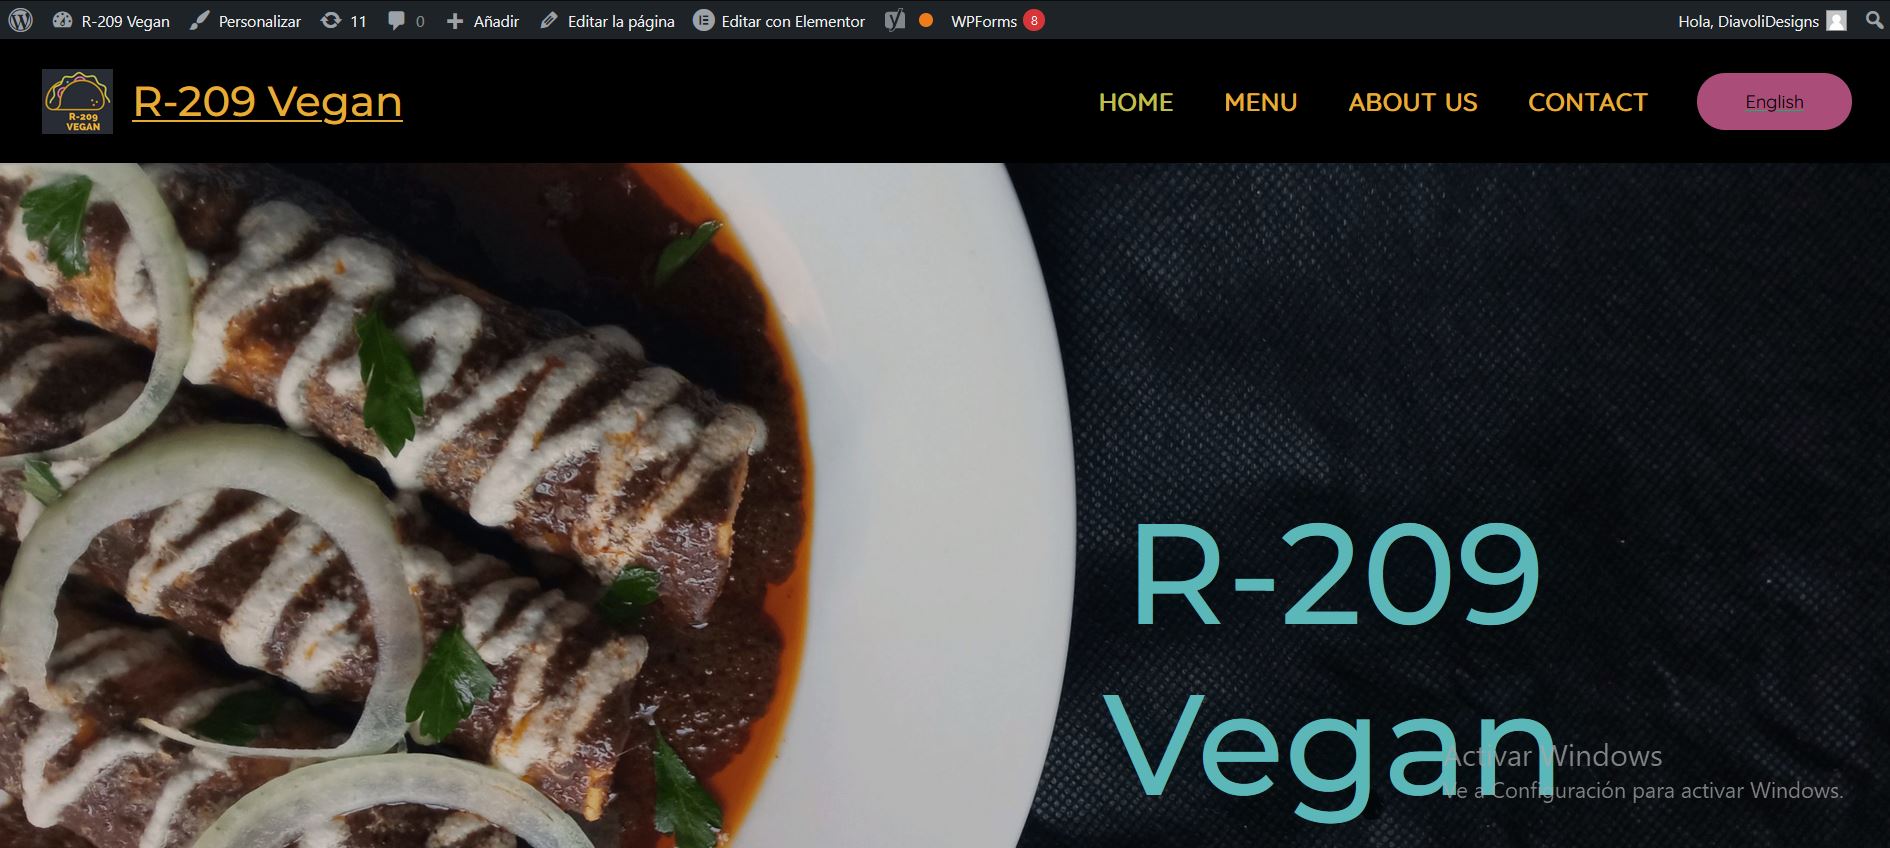 R-209 Vegan Personalizar 11 0 Añadir Editar la página Editar con Elementor WPForms 8 Hola, DiavoliDesigns
R-209
VEGAN
R-209 Vegan HOME MENU ABOUT US CONTACT English
R-209
Vegan
Activar Windows
Ve a Configuración para activar Windows.